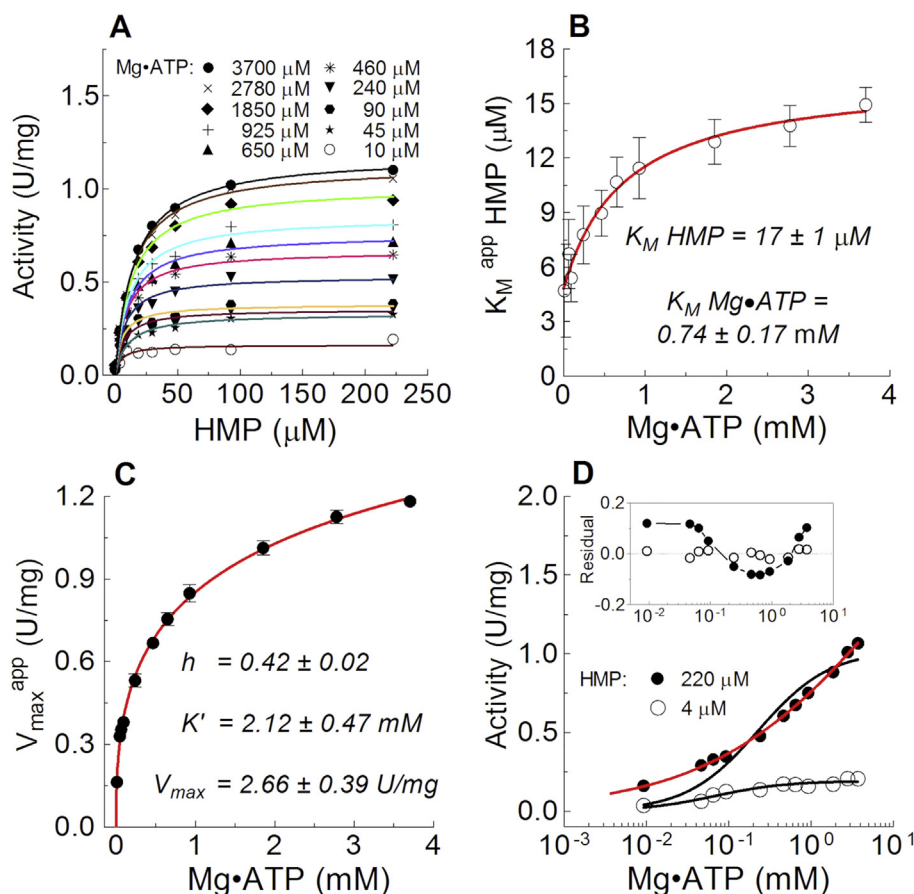 A
Mg•ATP: ● 3700 μM ✳ 460 μM
× 2780 μM ▼ 240 μM
◆ 1850 μM ⬢ 90 μM
+ 925 μM ★ 45 μM
▲ 650 μM ○ 10 μM
1.5
1.0
0.5
0.0
Activity (U/mg)
0 50 100 150 200 250
HMP (μM)
B
18
15
12
9
6
3
0
K_M^app HMP (μM)
K_M HMP = 17 ± 1 μM
K_M Mg●ATP =
0.74 ± 0.17 mM
0 1 2 3 4
Mg•ATP (mM)
C
1.2
0.9
0.6
0.3
0.0
V_max^app (U/mg)
h = 0.42 ± 0.02
K' = 2.12 ± 0.47 mM
V_max = 2.66 ± 0.39 U/mg
0 1 2 3 4
Mg•ATP (mM)
D
2.0
1.5
1.0
0.5
0.0
Activity (U/mg)
0.2
0.0
-0.2
Residual
10^-2 10^-1 10^0 10^1
HMP: ● 220 μM
○ 4 μM
10^-3 10^-2 10^-1 10^0 10^1
Mg•ATP (mM)